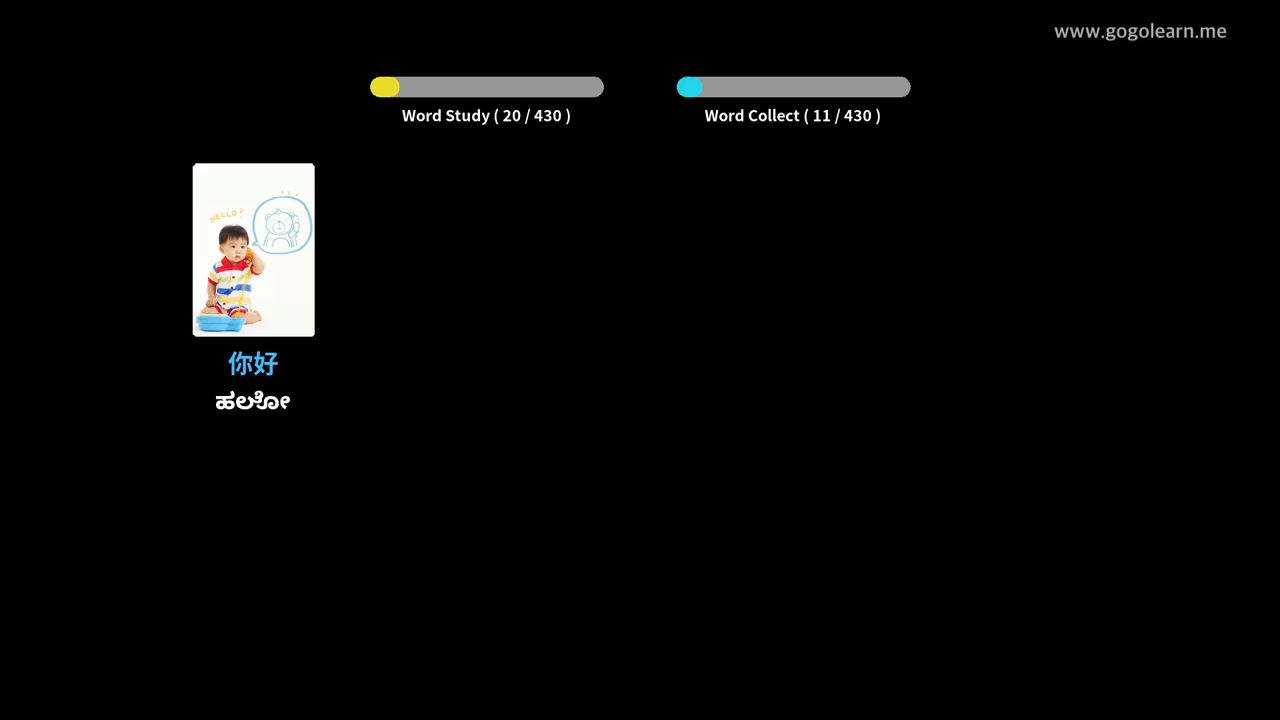 www.gogolearn.me
Word Study ( 20 / 430 )
Word Collect ( 11 / 430 )
HELLO?
你好
ಹಲೋ